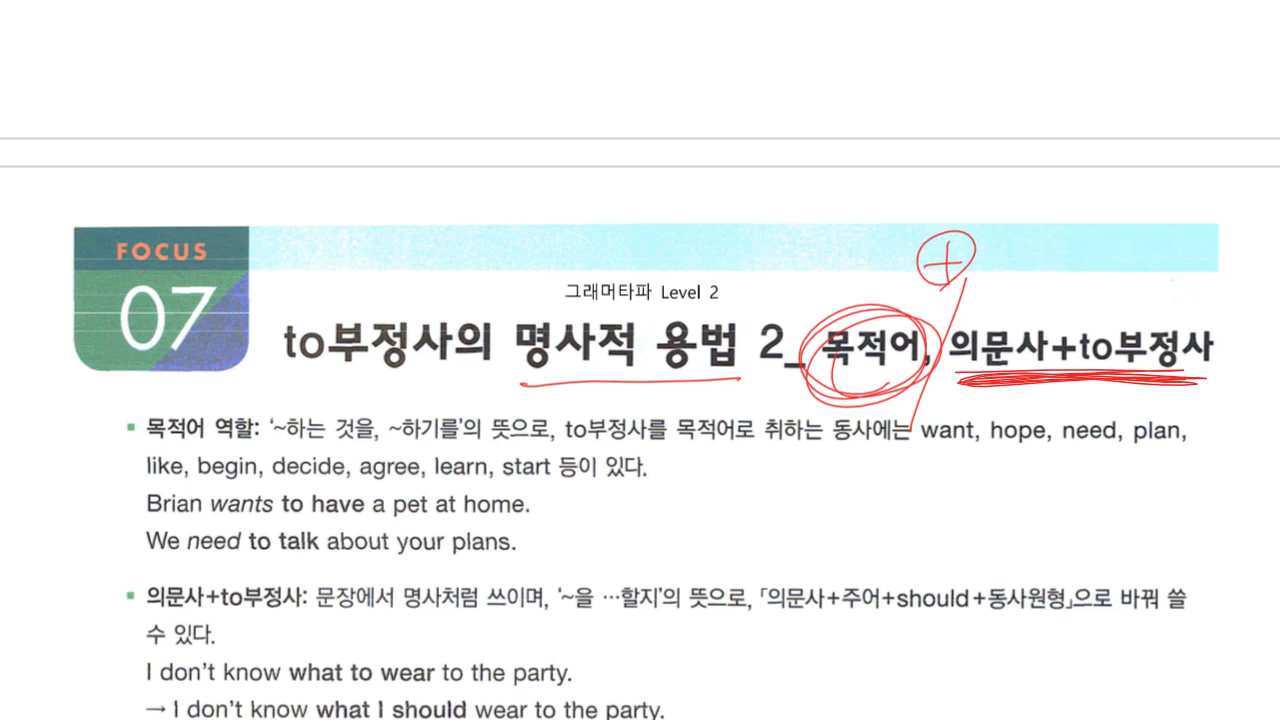 FOCUS
07
그래머타파 Level 2
to부정사의 명사적 용법 2_ 목적어, 의문사+to부정사
+
▪ 목적어 역할: ‘~하는 것을, ~하기를’의 뜻으로, to부정사를 목적어로 취하는 동사에는 want, hope, need, plan,
like, begin, decide, agree, learn, start 등이 있다.
Brian wants to have a pet at home.
We need to talk about your plans.
▪ 의문사+to부정사: 문장에서 명사처럼 쓰이며, ‘~을 …할지’의 뜻으로, 「의문사+주어+should+동사원형」으로 바꿔 쓸
수 있다.
I don’t know what to wear to the party.
→ I don’t know what I should wear to the party.